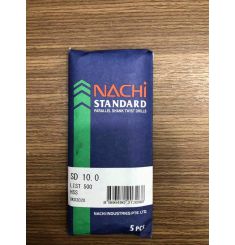 NACHi
STANDARD
PARALLEL SHANK TWIST DRILLS
SD 10.0
LIST 500
HSS
NACHI INDUSTRIES PTE LTD
5 PCS